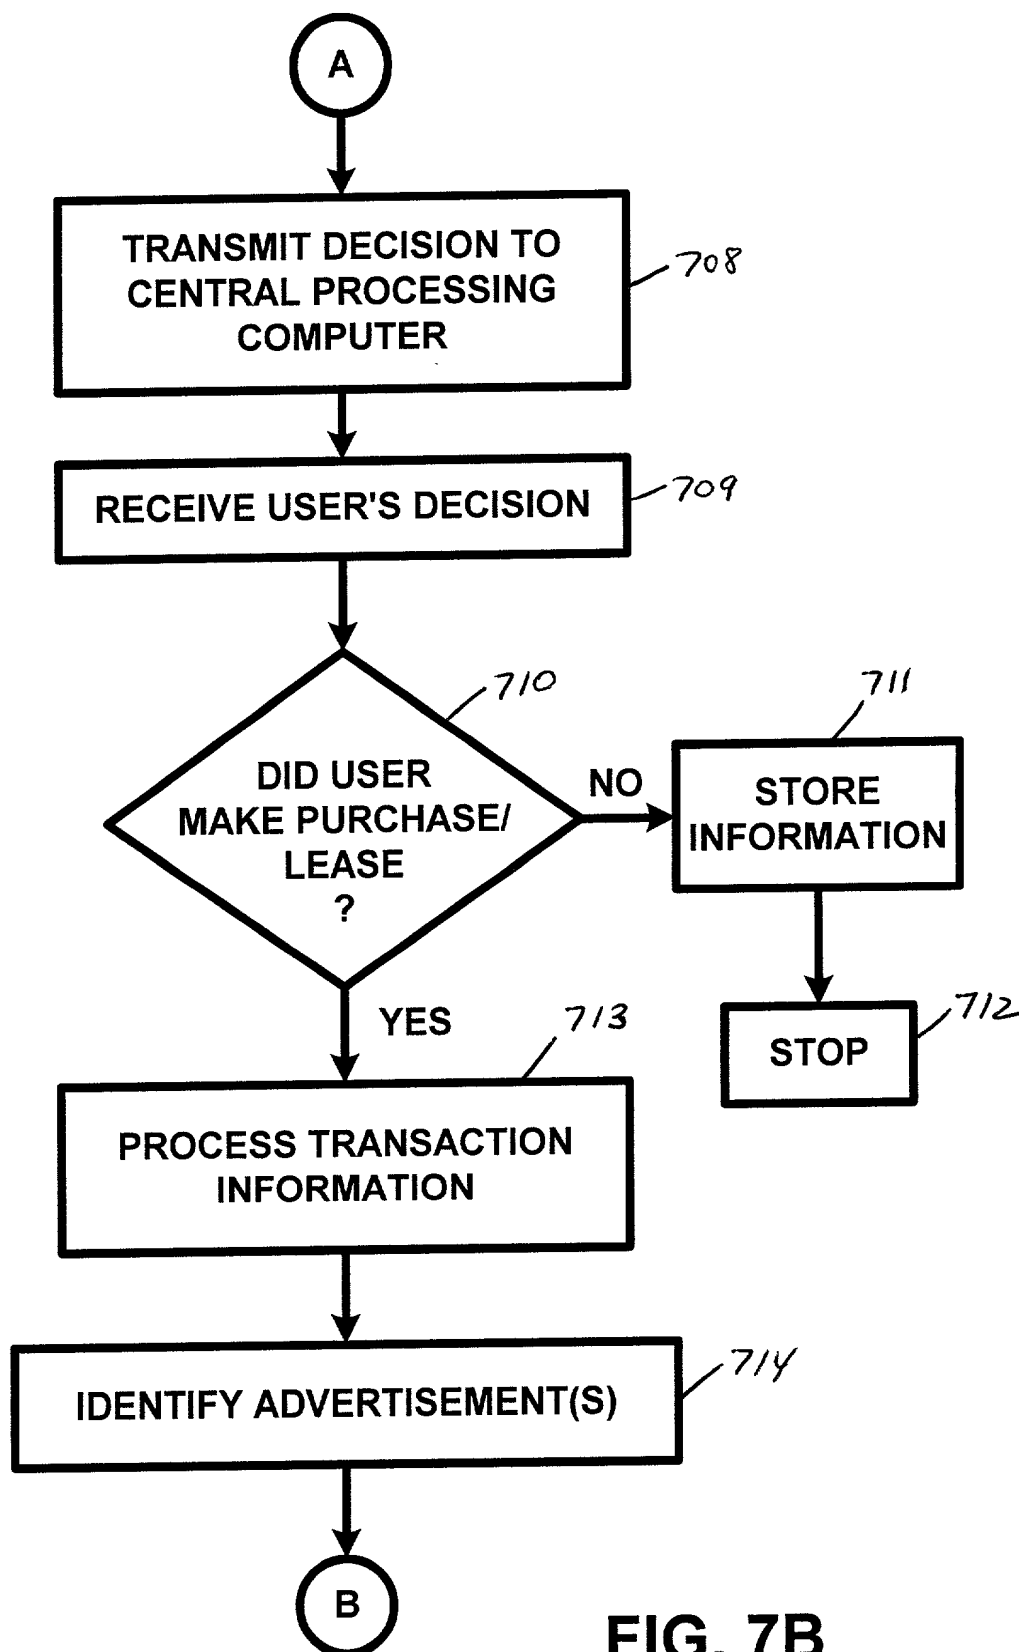 A
TRANSMIT DECISION TO
CENTRAL PROCESSING
COMPUTER
708
RECEIVE USER'S DECISION
709
710
DID USER
MAKE PURCHASE/
LEASE
?
NO
711
STORE
INFORMATION
712
STOP
YES
713
PROCESS TRANSACTION
INFORMATION
714
IDENTIFY ADVERTISEMENT(S)
B
FIG. 7B